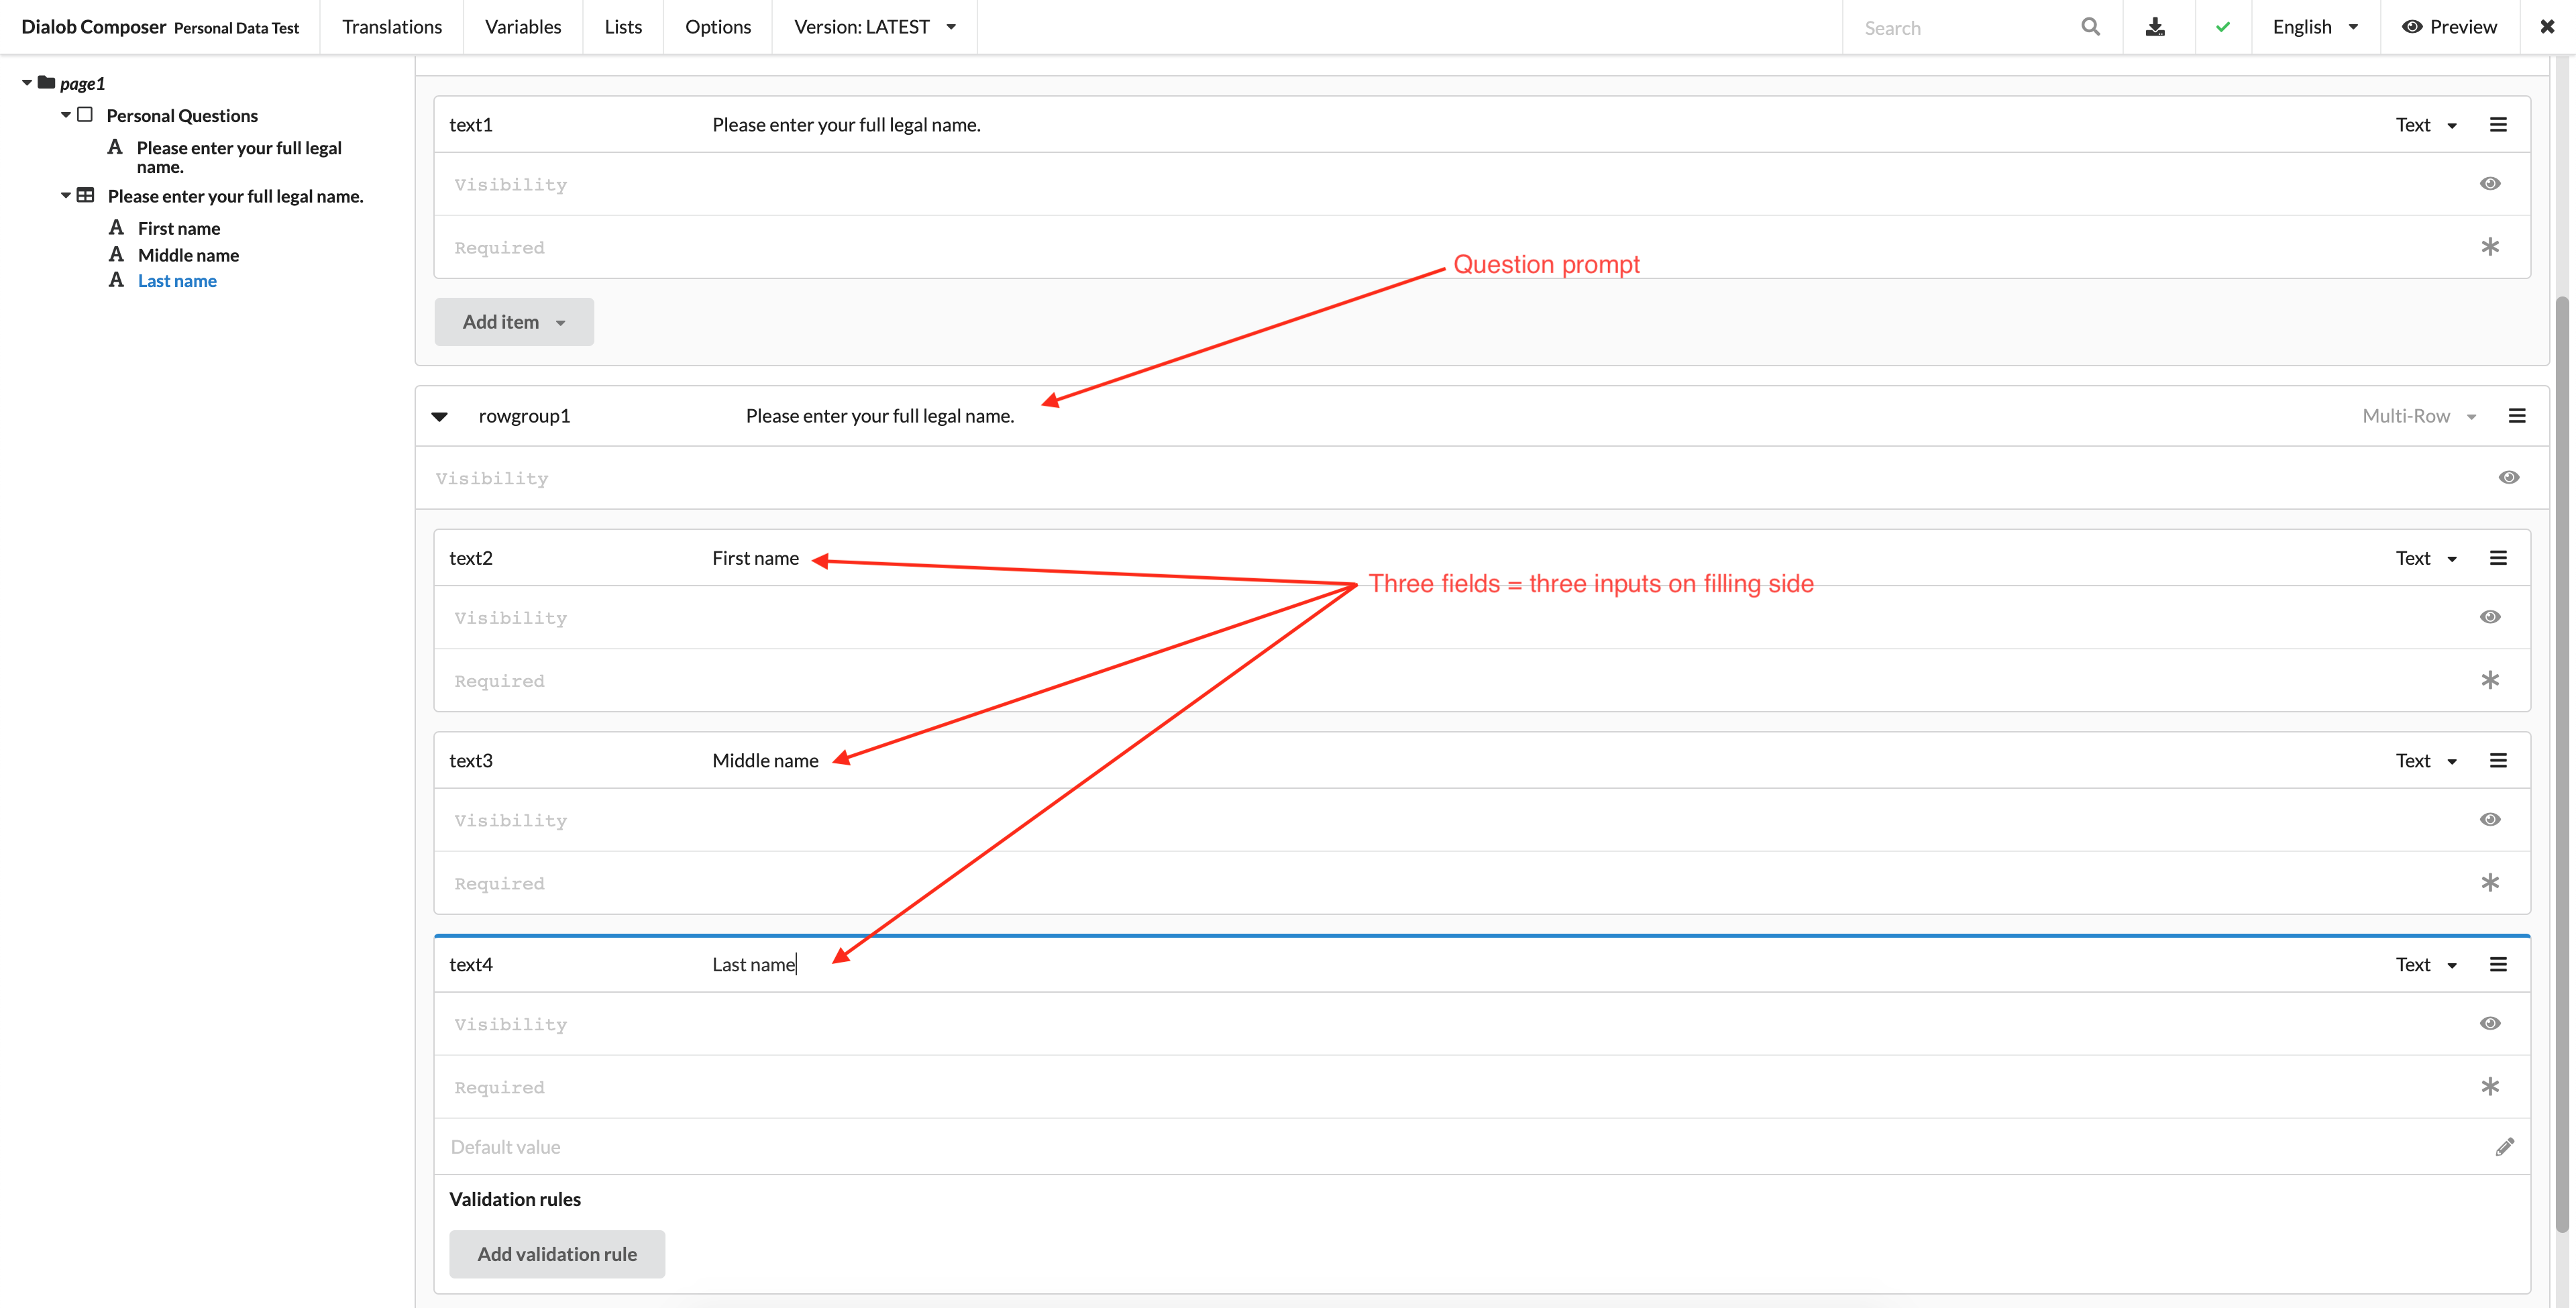 Dialob Composer Personal Data Test Translations Variables Lists Options Version: LATEST Search English Preview
page1
Personal Questions
Please enter your full legal
name.
Please enter your full legal name.
First name
Middle name
Last name
text1 Please enter your full legal name. Text
Visibility
Required
Question prompt
Add item
rowgroup1 Please enter your full legal name. Multi-Row
Visibility
text2 First name Text
Three fields = three inputs on filling side
Visibility
Required
text3 Middle name Text
Visibility
Required
text4 Last name Text
Visibility
Required
Default value
Validation rules
Add validation rule